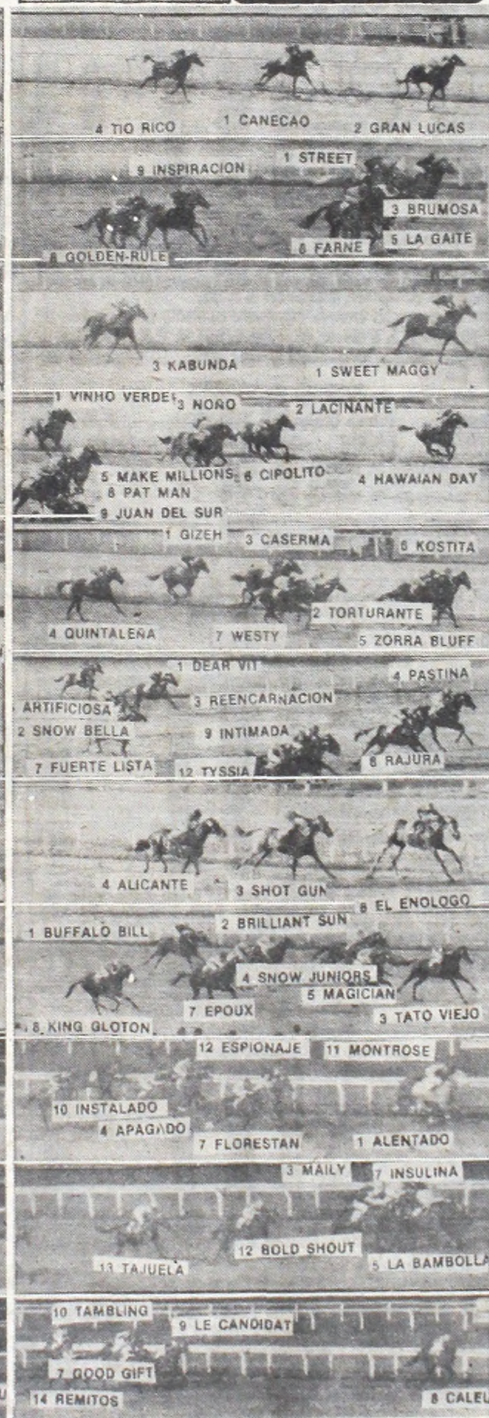 4 TIO RICO 1 CANECAO 2 GRAN LUCAS
1 STREET
9 INSPIRACION
3 BRUMOSA
6 FARNE 5 LA GAITE
8 GOLDEN-RULE
3 KABUNDA 1 SWEET MAGGY
1 VINHO VERDE 3 NOÑO 2 LACINANTE
5 MAKE MILLIONS 6 CIPOLITO 4 HAWAIAN DAY
8 PAT MAN
9 JUAN DEL SUR
1 GIZEH 3 CASERMA 6 KOSTITA
2 TORTURANTE
4 QUINTALEÑA 7 WESTY 5 ZORRA BLUFF
1 DEAR VIT 4 PASTINA
ARTIFICIOSA 3 REENCARNACION
2 SNOW BELLA 9 INTIMADA
7 FUERTE LISTA 12 TYSSIA 8 RAJURA
4 ALICANTE 3 SHOT GUN 8 EL ENOLOGO
1 BUFFALO BILL 2 BRILLIANT SUN
4 SNOW JUNIORS
7 EPOUX 5 MAGICIAN
8 KING GLOTON 3 TATO VIEJO
12 ESPIONAJE 11 MONTROSE
10 INSTALADO
4 APAGADO 7 FLORESTAN 1 ALENTADO
3 MAILY 7 INSULINA
13 TAJUELA 12 BOLD SHOUT 5 LA BAMBOLLA
10 TAMBLING 9 LE CANDIDAT
7 GOOD GIFT
14 REMITOS 8 CALEU